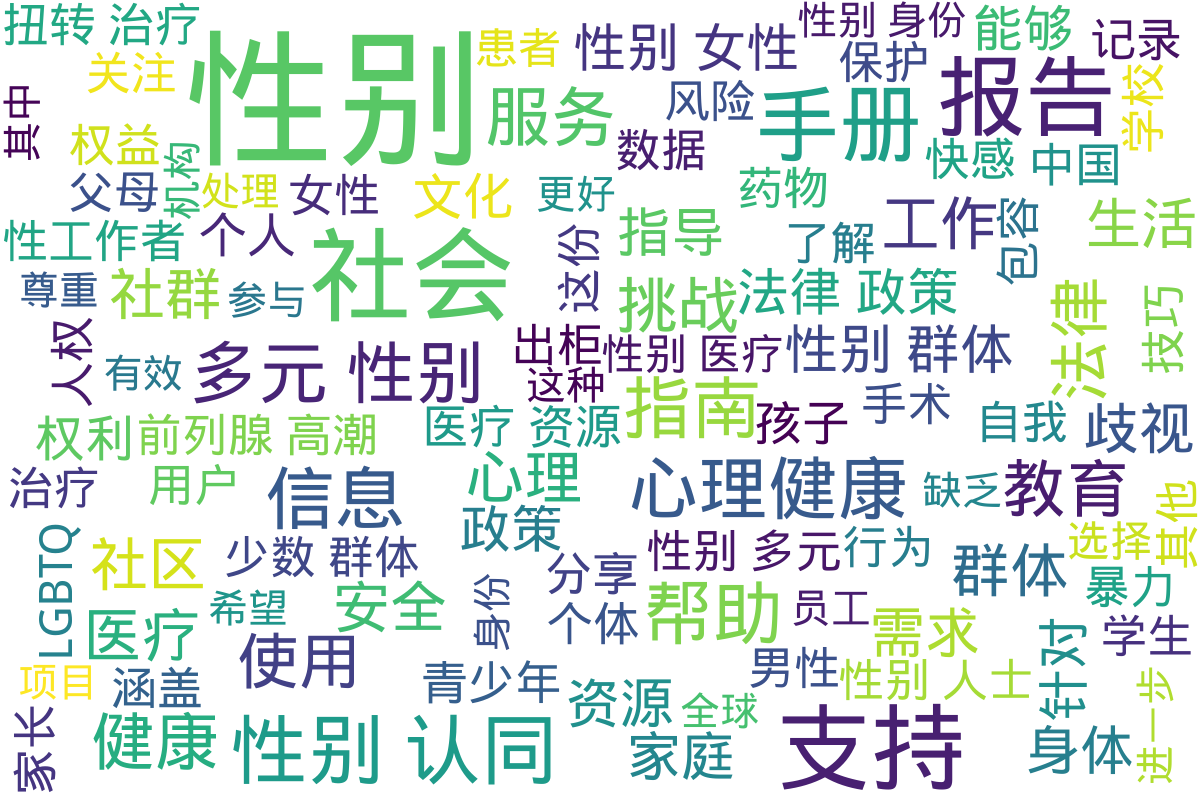 扭转 治疗
性别
患者
性别 女性
性别 身份
能够
记录
关注
保护
报告
其中
服务
风险
手册
学校
权益
机构
数据
快感
中国
父母
处理
女性
文化
更好
药物
性工作者
个人
社会
这份
指导
了解
工作
包容
生活
尊重
社群
参与
挑战
法律 政策
法律
技巧
人权
有效
多元 性别
出柜
这种
性别 医疗
性别 群体
指南
手术
权利
前列腺 高潮
医疗 资源
孩子
自我
歧视
治疗
用户
信息
心理
心理健康
缺乏
教育
其他
LGBTQ
社区
少数 群体
政策
性别 多元
行为
选择
群体
暴力
医疗
希望
安全
身份
分享
个体
帮助
员工
需求
针对
学生
项目
涵盖
使用
青少年
男性
性别 人士
进一步
家长
健康
性别 认同
资源
家庭
全球
支持
身体